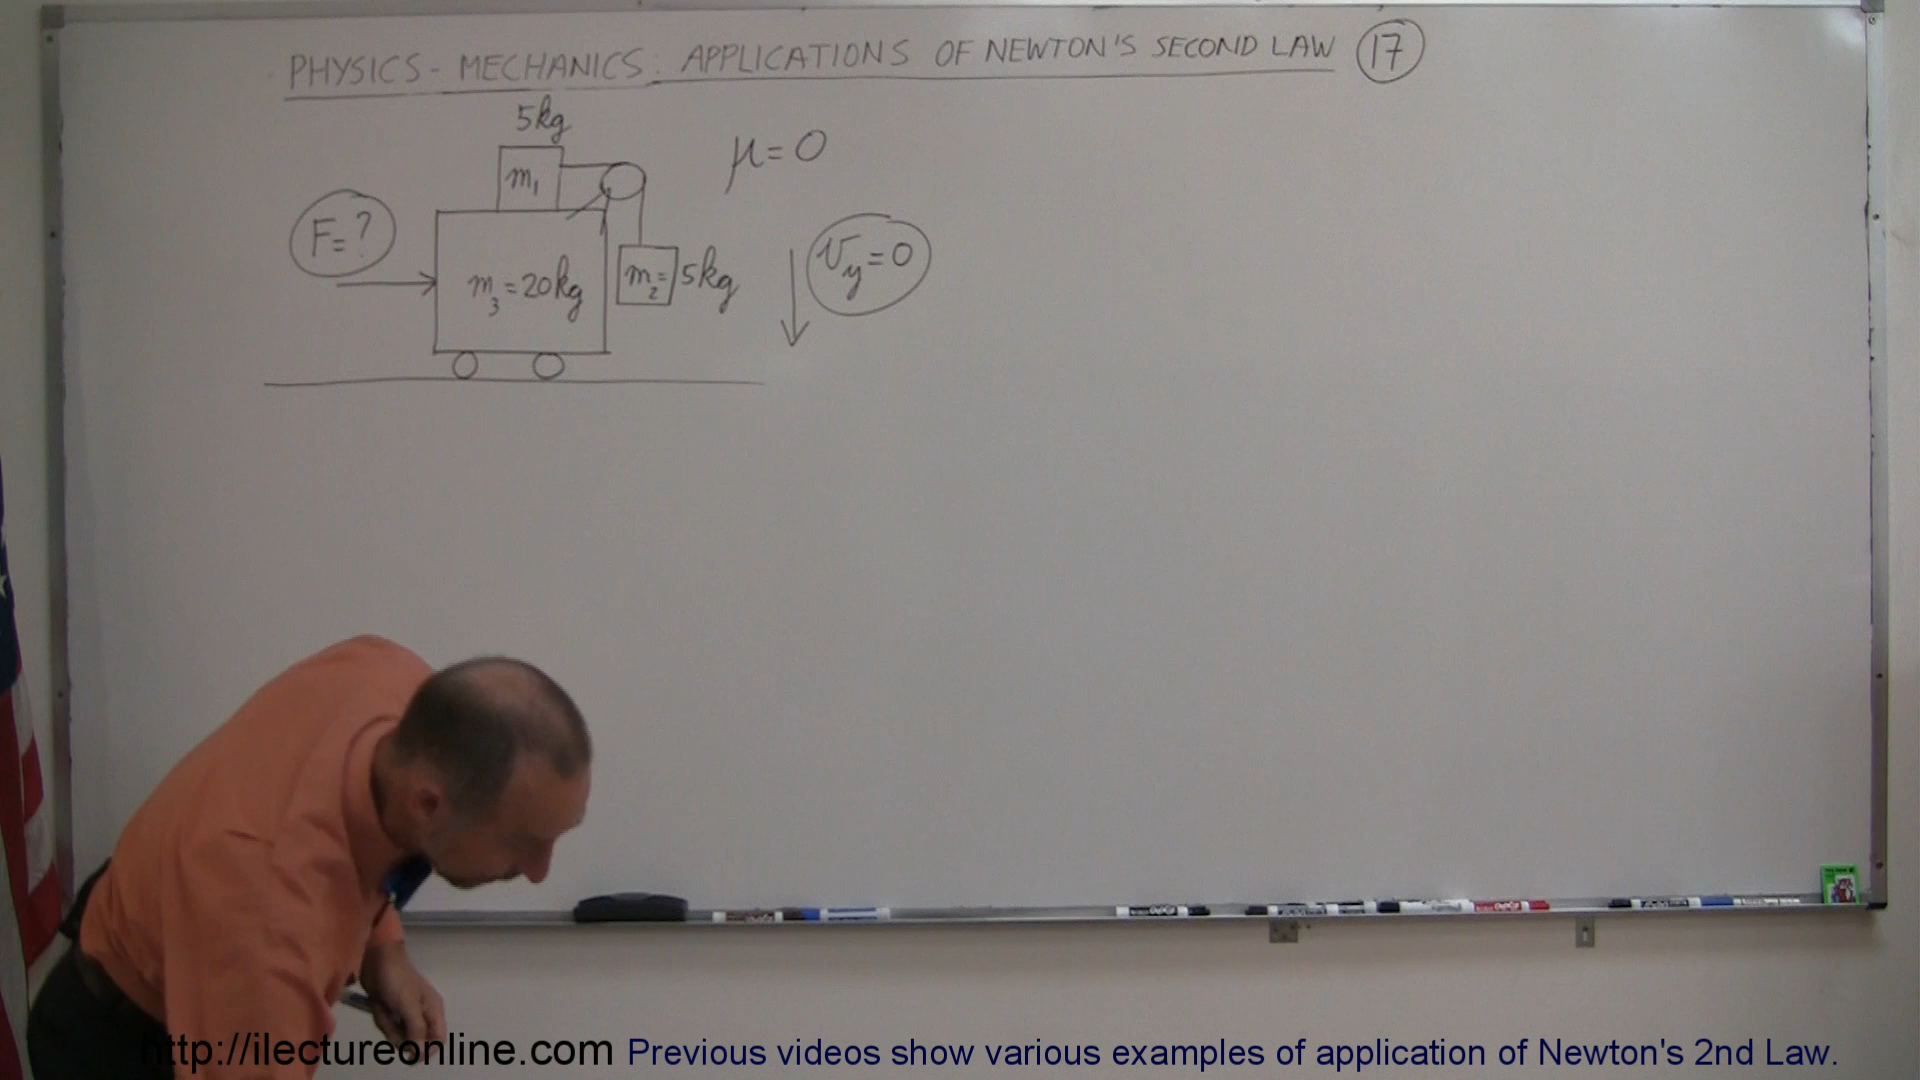 PHYSICS - MECHANICS: APPLICATIONS OF NEWTON'S SECOND LAW 17
5kg
μ = 0
m₁
F = ?
v_y = 0
m₃ = 20kg
m₂ = 5kg
http://ilectureonline.com Previous videos show various examples of application of Newton's 2nd Law.